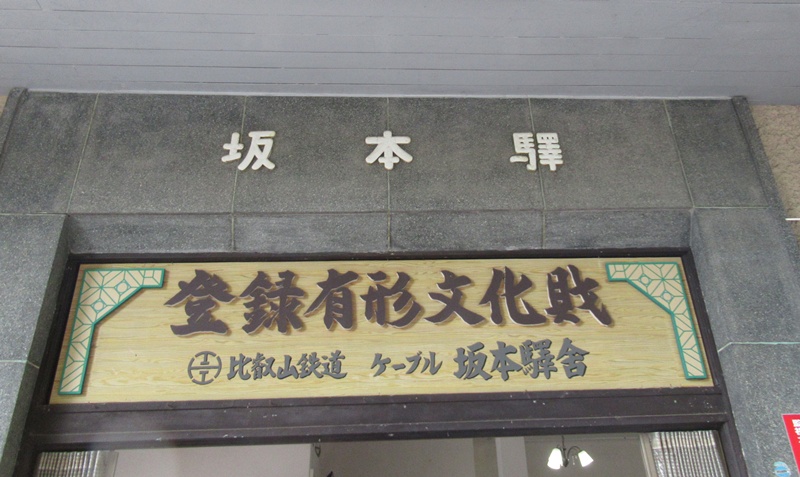 坂本驛
登録有形文化財
比叡山鉄道 ケーブル 坂本驛舎